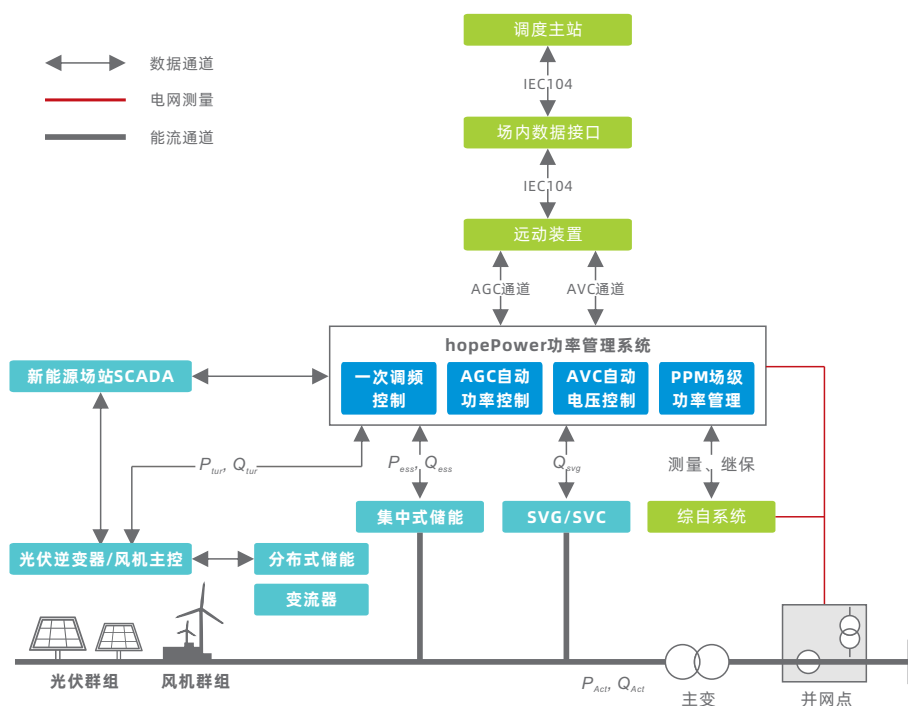 调度主站
数据通道
IEC104
电网测量
场内数据接口
能流通道
IEC104
远动装置
AGC通道
AVC通道
hopePower功率管理系统
一次调频
控制
AGC自动
功率控制
AVC自动
电压控制
PPM场级
功率管理
新能源场站SCADA
Ptur, Qtur
Pess, Qess
Qsvg
测量、继保
集中式储能
SVG/SVC
综自系统
光伏逆变器/风机主控
分布式储能
变流器
光伏群组
风机群组
PAct, QAct
主变
并网点